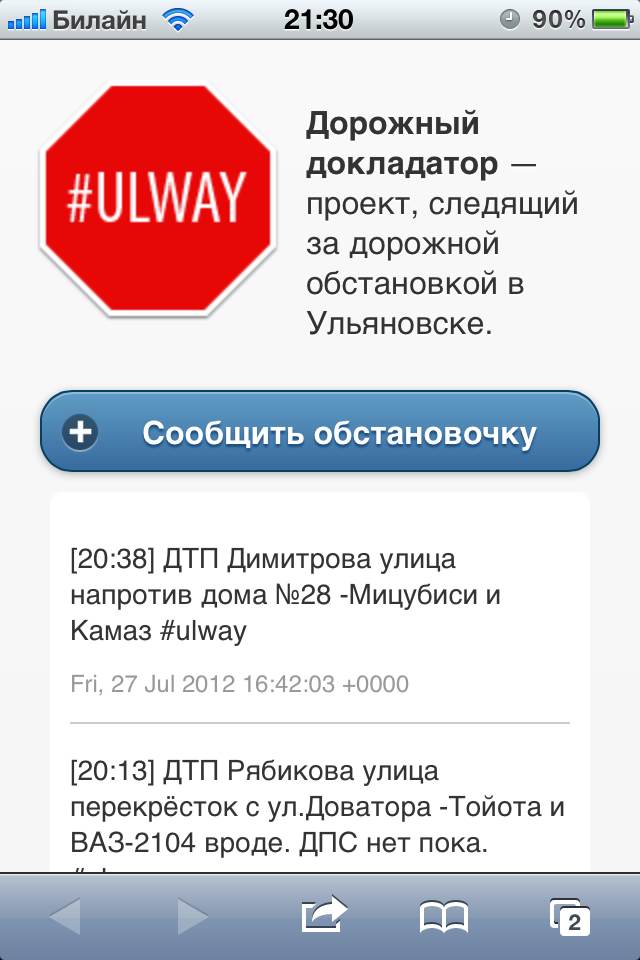 Билайн 21:30 90%
#ULWAY
Дорожный
докладатор —
проект, следящий
за дорожной
обстановкой в
Ульяновске.
Сообщить обстановочку
[20:38] ДТП Димитрова улица
напротив дома №28 -Мицубиси и
Камаз #ulway
Fri, 27 Jul 2012 16:42:03 +0000
[20:13] ДТП Рябикова улица
перекрёсток с ул.Доватора -Тойота и
ВАЗ-2104 вроде. ДПС нет пока.
2